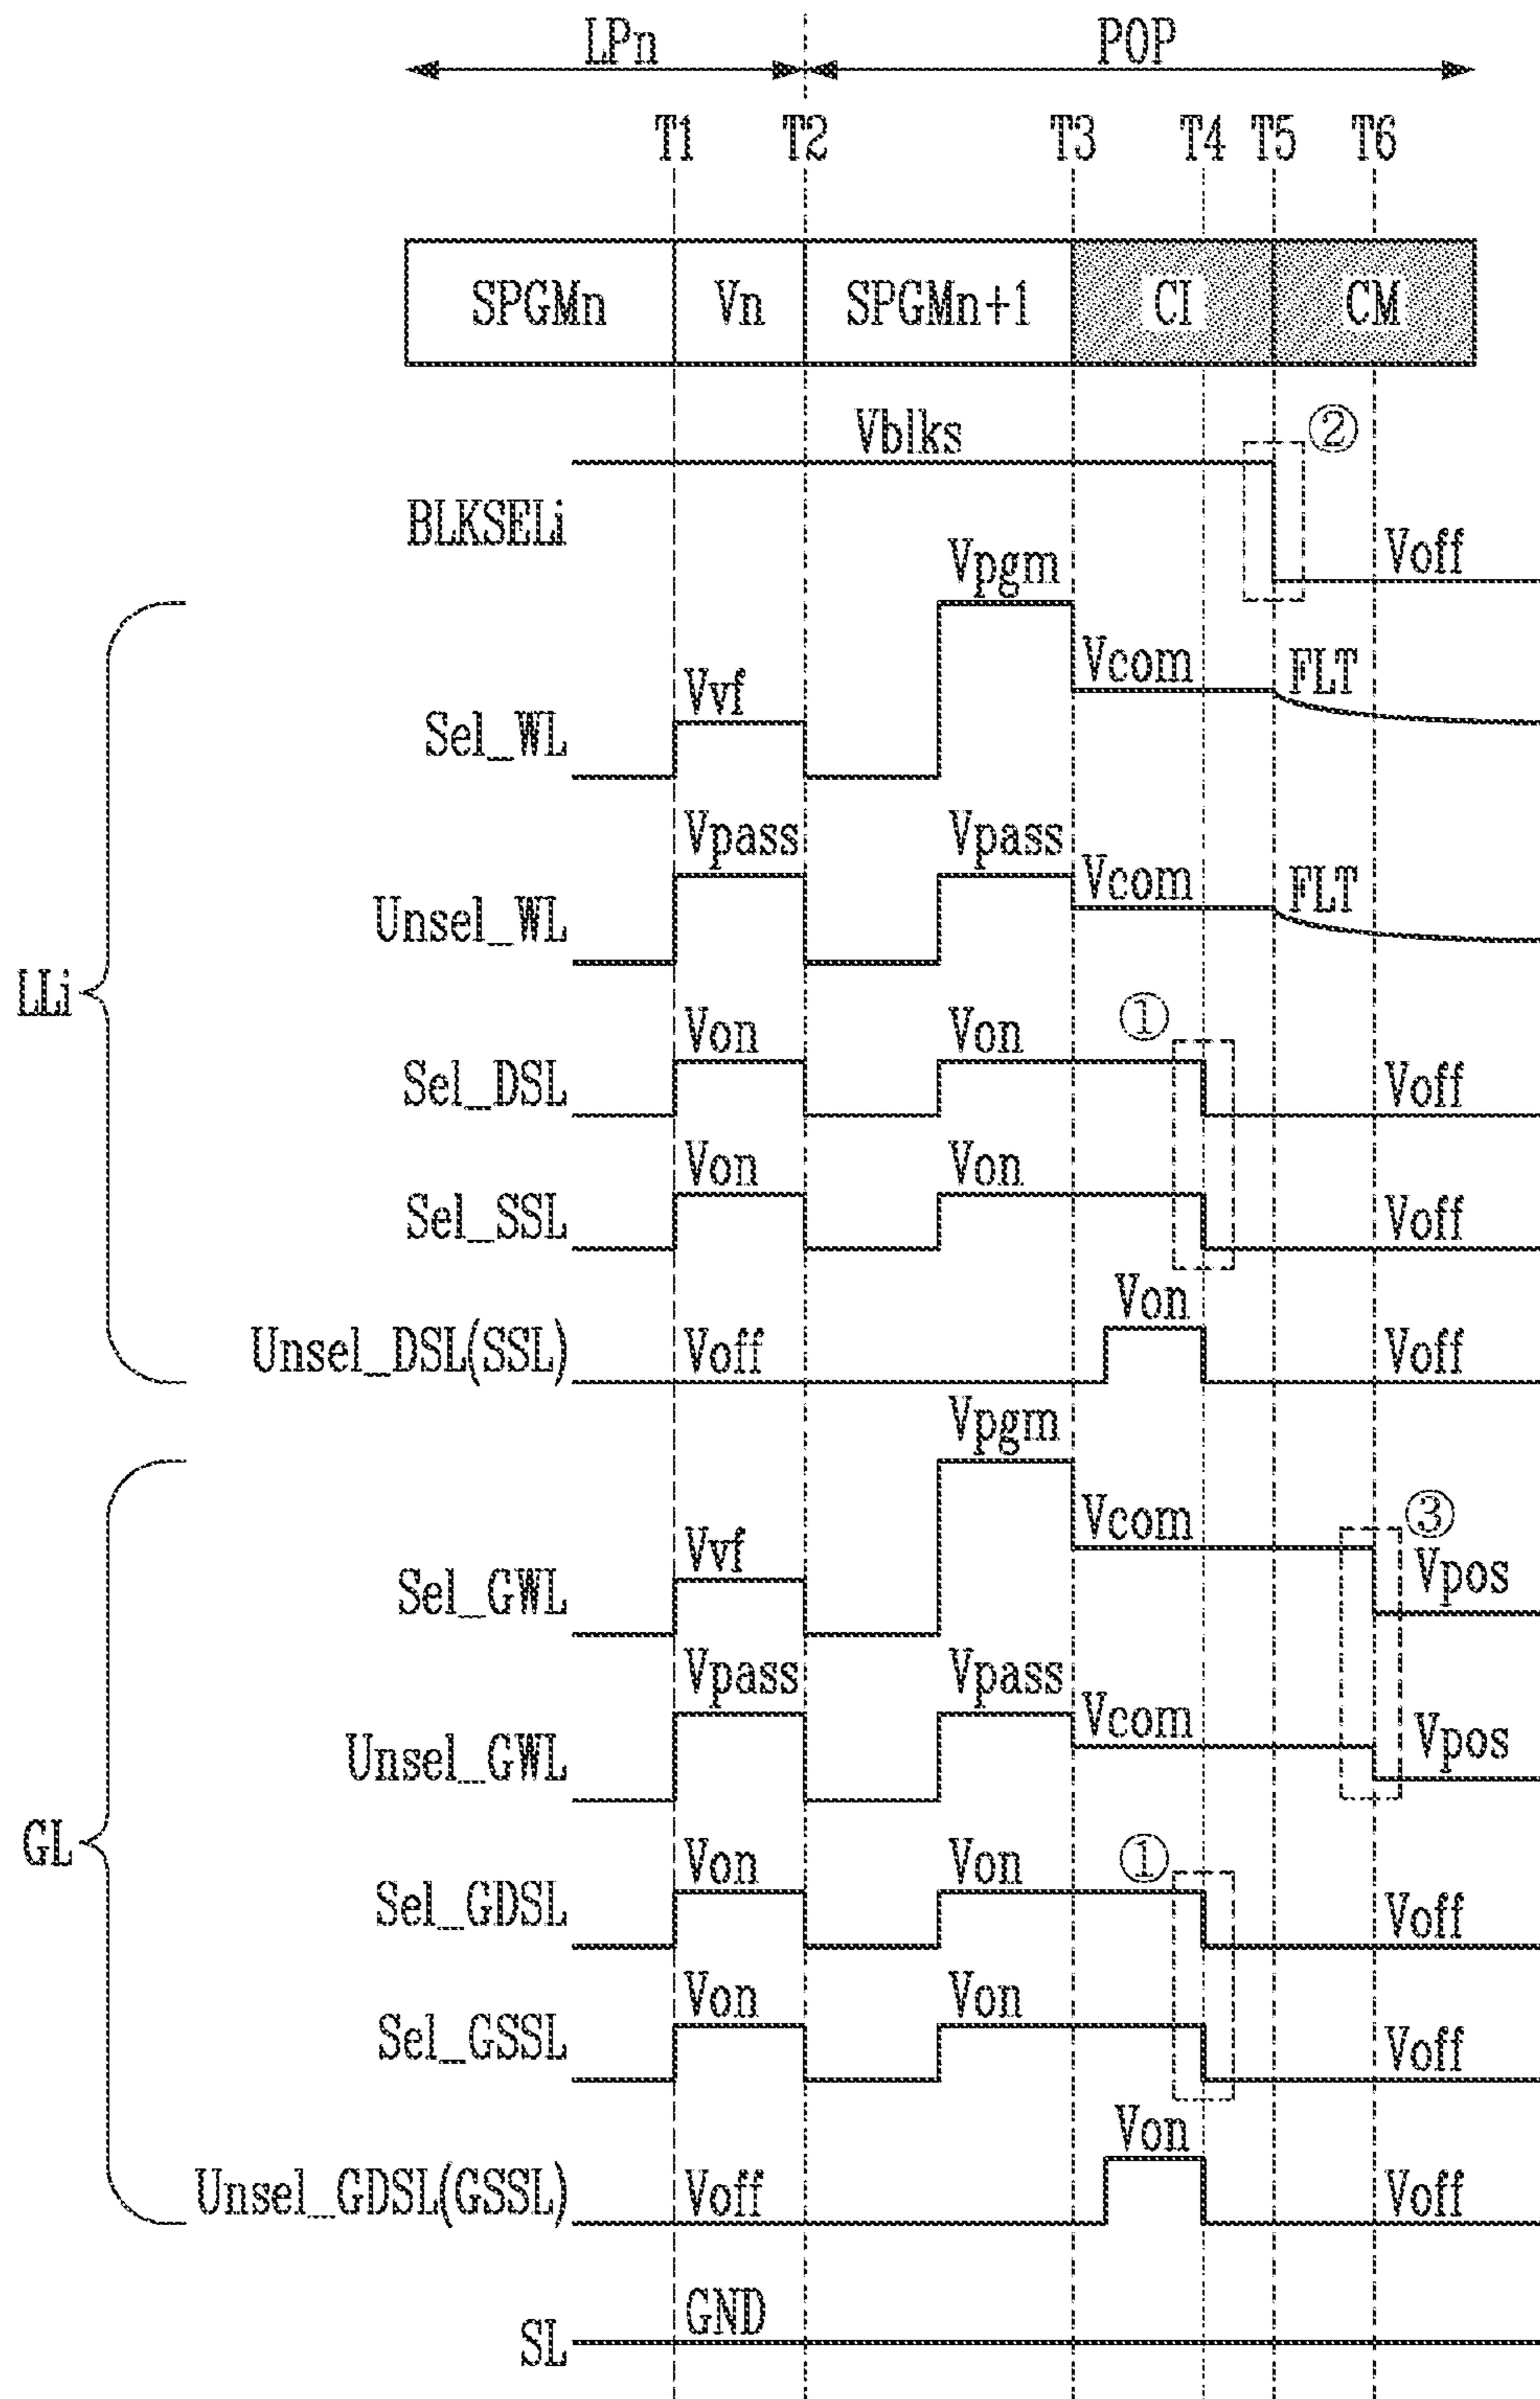 LPn POP
T1 T2 T3 T4 T5 T6
SPGMn Vn SPGMn+1 CI CM
Vblks ②
BLKSELi Voff
Vpgm
Vcom FLT
Vvf
Sel_WL
Vpass Vpass
Vcom FLT
Unsel_WL
LLi
Von Von ①
Sel_DSL Voff
Von Von
Sel_SSL Voff
Von
Unsel_DSL(SSL) Voff Voff
Vpgm
Vcom ③
Vvf Vpos
Sel_GWL
Vpass Vpass
Vcom Vpos
Unsel_GWL
GL
Von Von ①
Sel_GDSL Voff
Von Von
Sel_GSSL Voff
Von
Unsel_GDSL(GSSL) Voff Voff
GND
SL